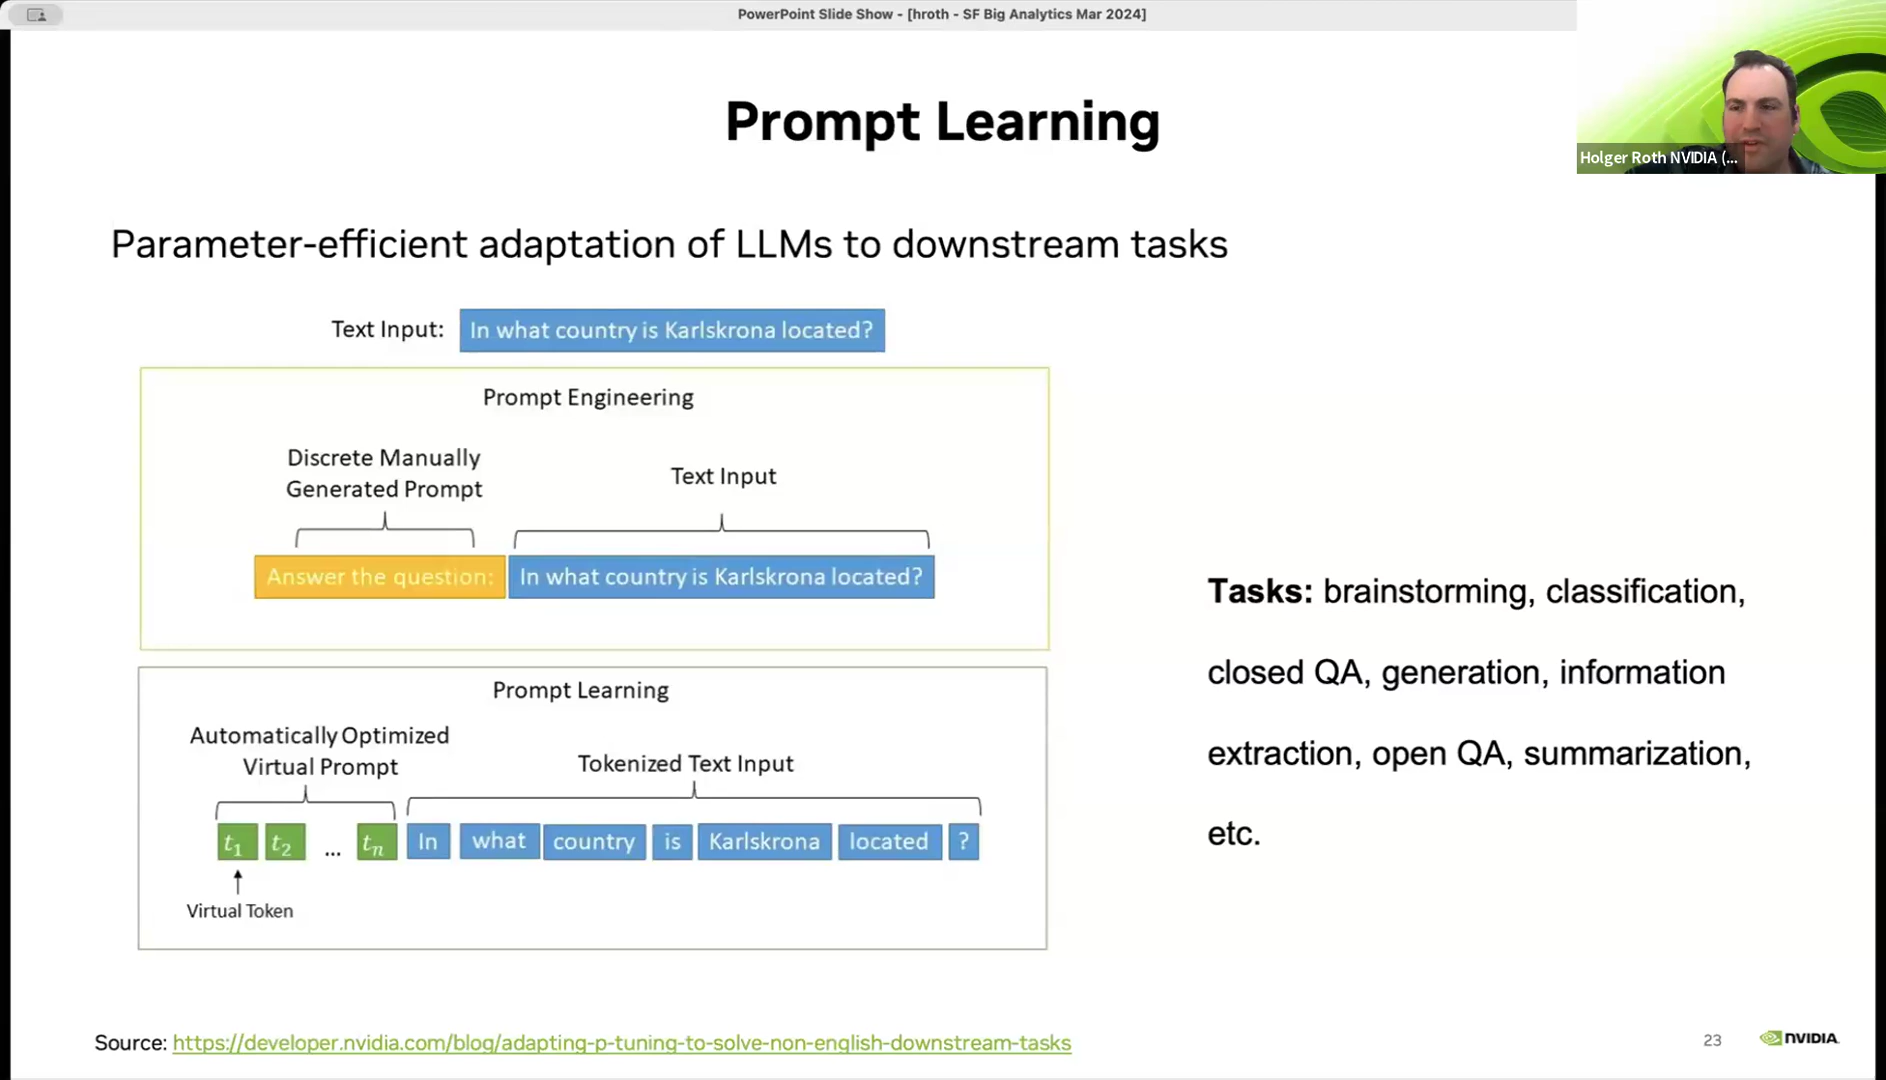 PowerPoint Slide Show - [hroth - SF Big Analytics Mar 2024]
Holger Roth NVIDIA (...
Prompt Learning
Parameter-efficient adaptation of LLMs to downstream tasks
Text Input:
In what country is Karlskrona located?
Prompt Engineering
Discrete Manually
Generated Prompt
Text Input
Answer the question:
In what country is Karlskrona located?
Prompt Learning
Automatically Optimized
Virtual Prompt
Tokenized Text Input
t₁ t₂ ... tₙ In what country is Karlskrona located ?
Virtual Token
Tasks: brainstorming, classification,
closed QA, generation, information
extraction, open QA, summarization,
etc.
Source: https://developer.nvidia.com/blog/adapting-p-tuning-to-solve-non-english-downstream-tasks
23
NVIDIA.